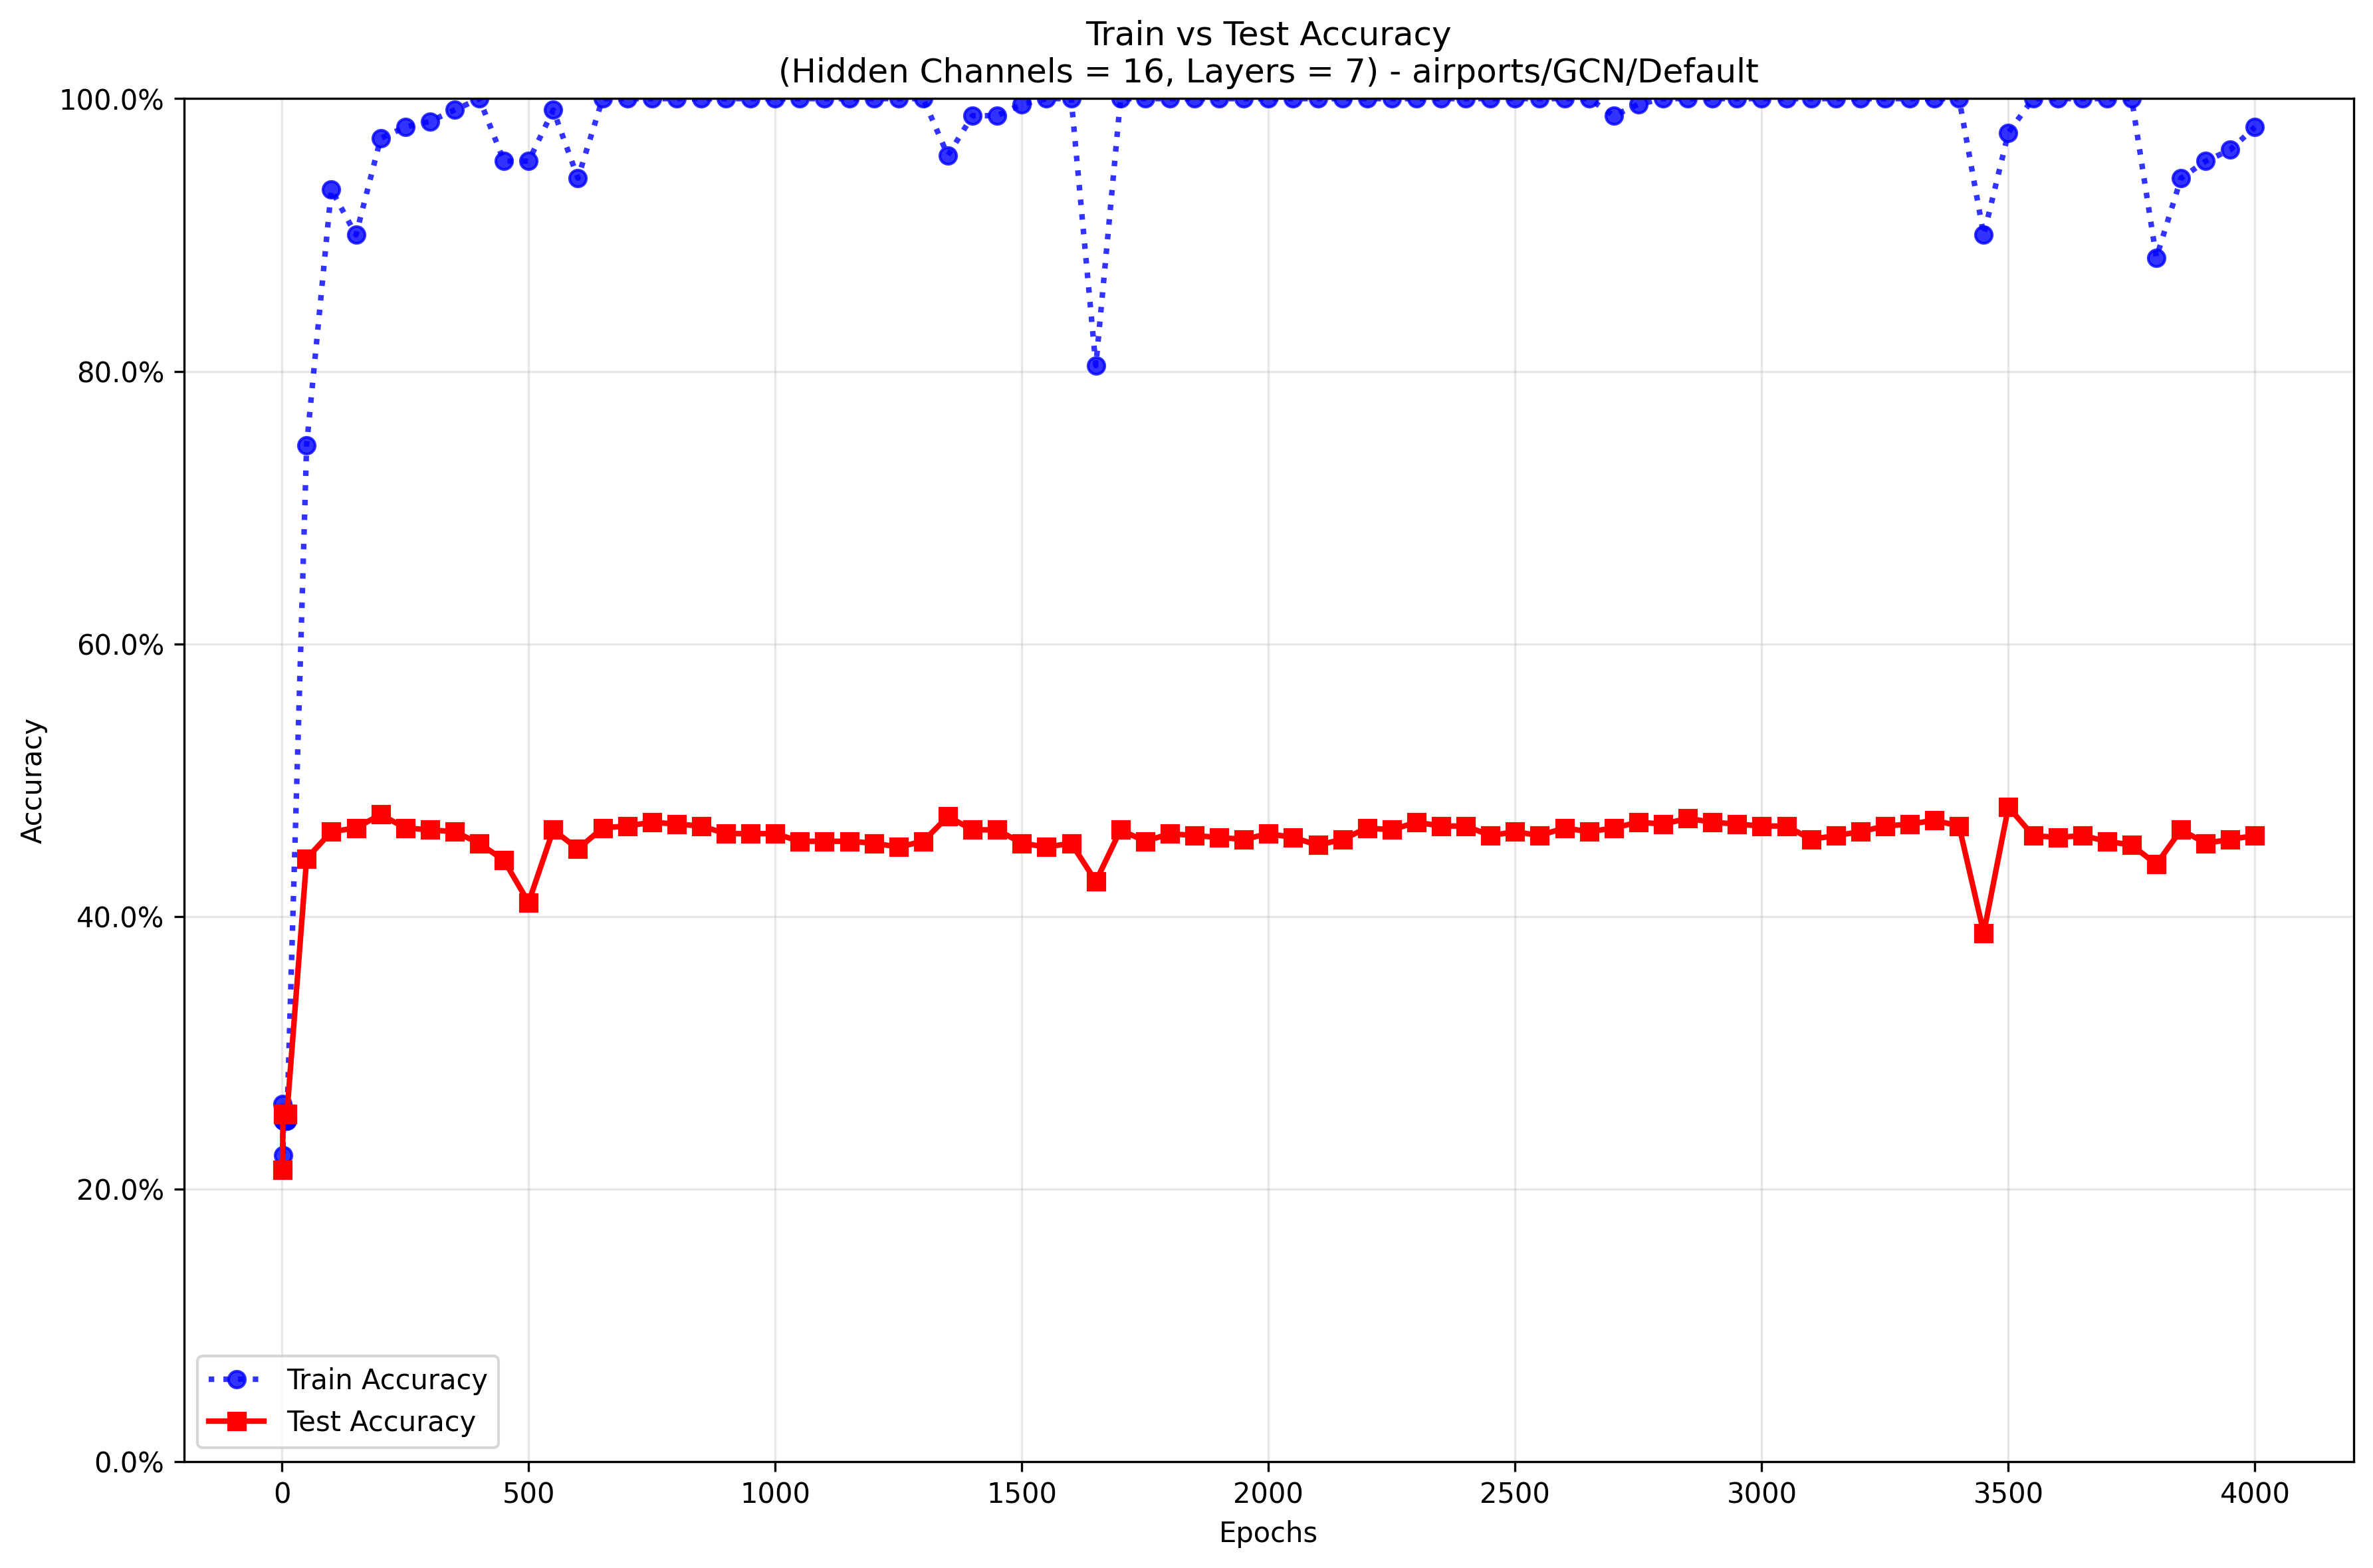 Train vs Test Accuracy
(Hidden Channels = 16, Layers = 7) - airports/GCN/Default
100.0%
80.0%
60.0%
40.0%
20.0%
0.0%
Accuracy
Train Accuracy
Test Accuracy
0 500 1000 1500 2000 2500 3000 3500 4000
Epochs